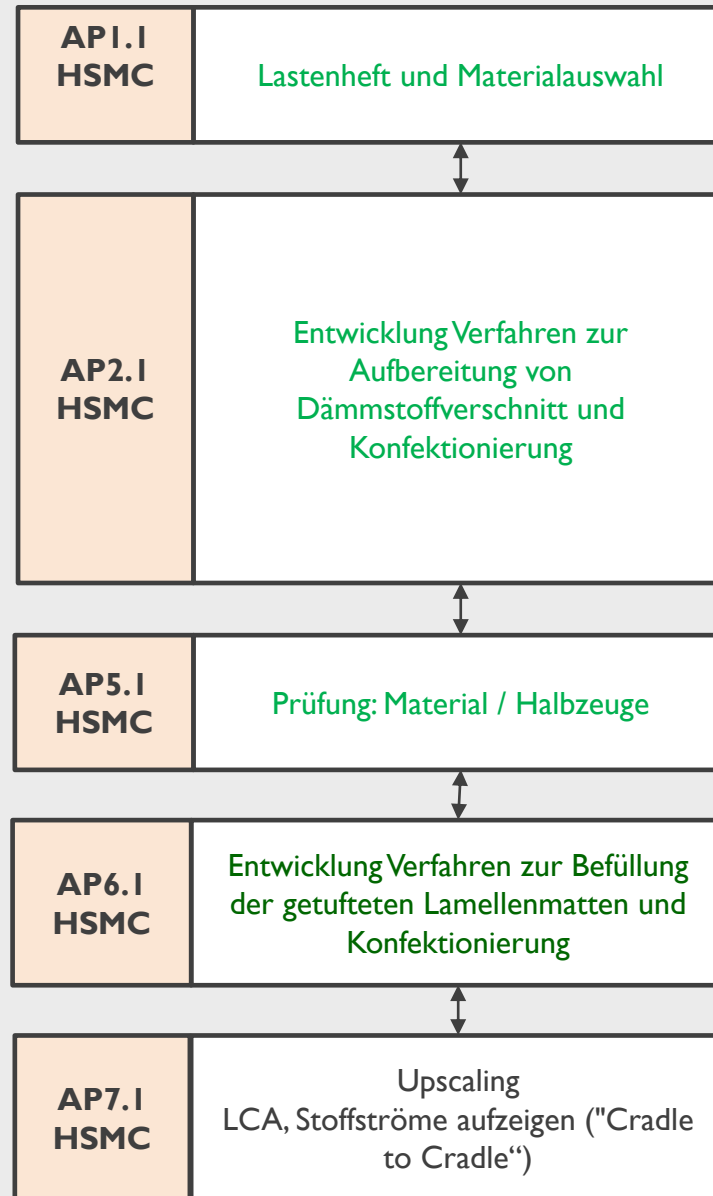 AP1.1
HSMC
Lastenheft und Materialauswahl
AP2.1
HSMC
Entwicklung Verfahren zur
Aufbereitung von
Dämmstoffverschnitt und
Konfektionierung
AP5.1
HSMC
Prüfung: Material / Halbzeuge
AP6.1
HSMC
Entwicklung Verfahren zur Befüllung
der getufteten Lamellenmatten und
Konfektionierung
AP7.1
HSMC
Upscaling
LCA, Stoffströme aufzeigen ("Cradle
to Cradle“)